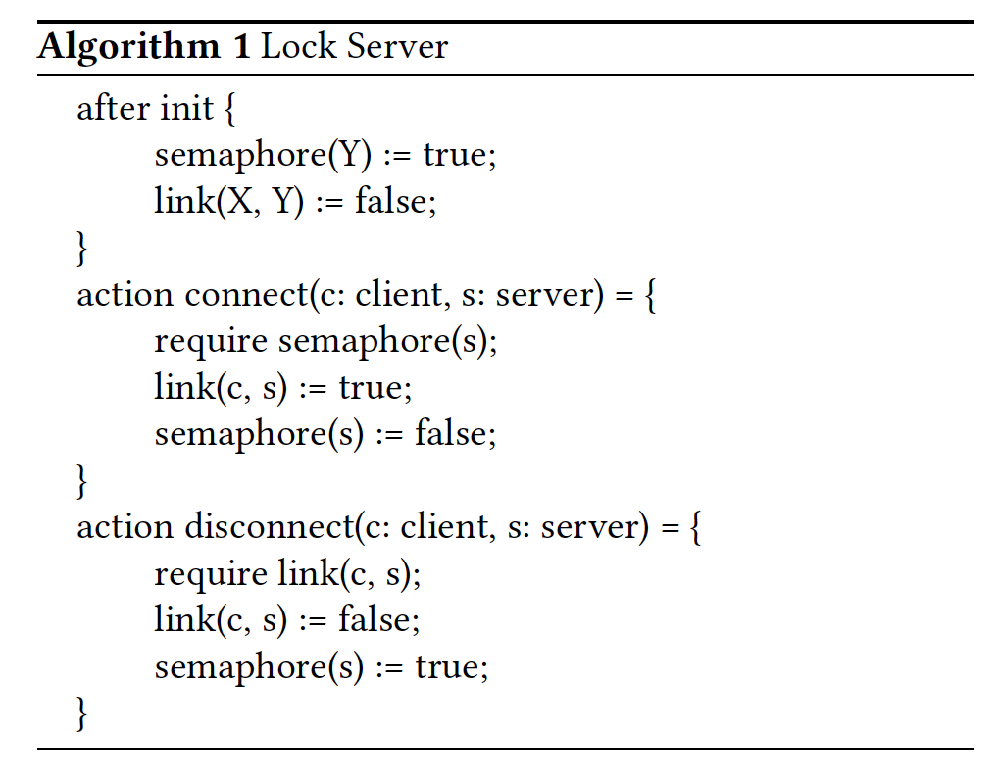 Algorithm 1 Lock Server
after init {
semaphore(Y) := true;
link(X, Y) := false;
}
action connect(c: client, s: server) = {
require semaphore(s);
link(c, s) := true;
semaphore(s) := false;
}
action disconnect(c: client, s: server) = {
require link(c, s);
link(c, s) := false;
semaphore(s) := true;
}